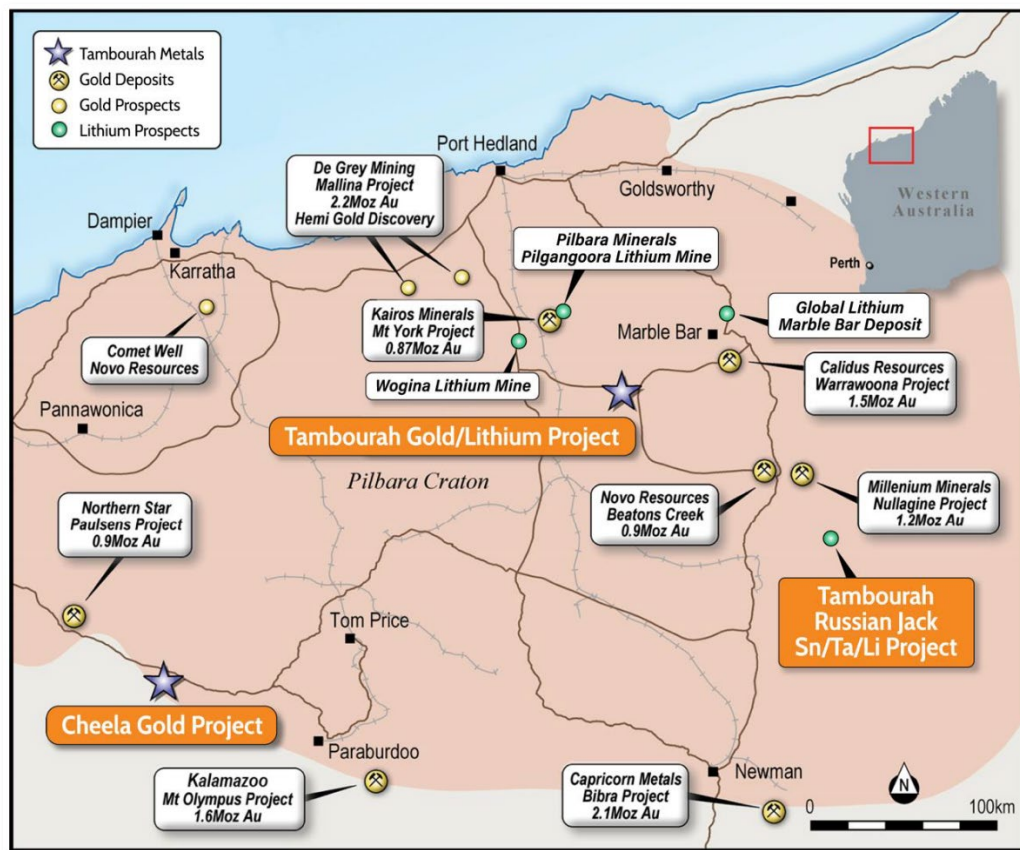 Tambourah Metals
Gold Deposits
Gold Prospects
Lithium Prospects
Western
Australia
Perth
Port Hedland
Goldsworthy
De Grey Mining
Mallina Project
2.2Moz Au
Hemi Gold Discovery
Dampier
Karratha
Pilbara Minerals
Pilgangoora Lithium Mine
Kairos Minerals
Mt York Project
0.87Moz Au
Marble Bar
Global Lithium
Marble Bar Deposit
Comet Well
Novo Resources
Wogina Lithium Mine
Calidus Resources
Warrawoona Project
1.5Moz Au
Pannawonica
Tambourah Gold/Lithium Project
Pilbara Craton
Northern Star
Paulsens Project
0.9Moz Au
Novo Resources
Beatons Creek
0.9Moz Au
Millenium Minerals
Nullagine Project
1.2Moz Au
Tambourah
Russian Jack
Sn/Ta/Li Project
Tom Price
Cheela Gold Project
Paraburdoo
Kalamazoo
Mt Olympus Project
1.6Moz Au
Newman
Capricorn Metals
Bibra Project
2.1Moz Au
N
0 100km